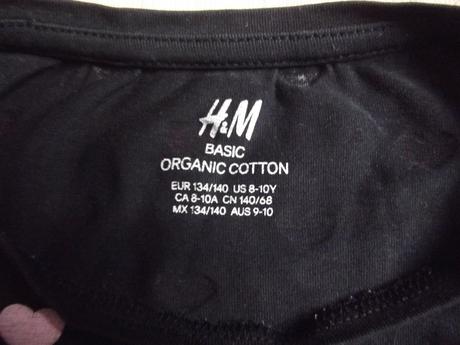 H&M
BASIC
ORGANIC COTTON
EUR 134/140 US 8-10Y
CA 8-10A CN 140/68
MX 134/140 AUS 9-10